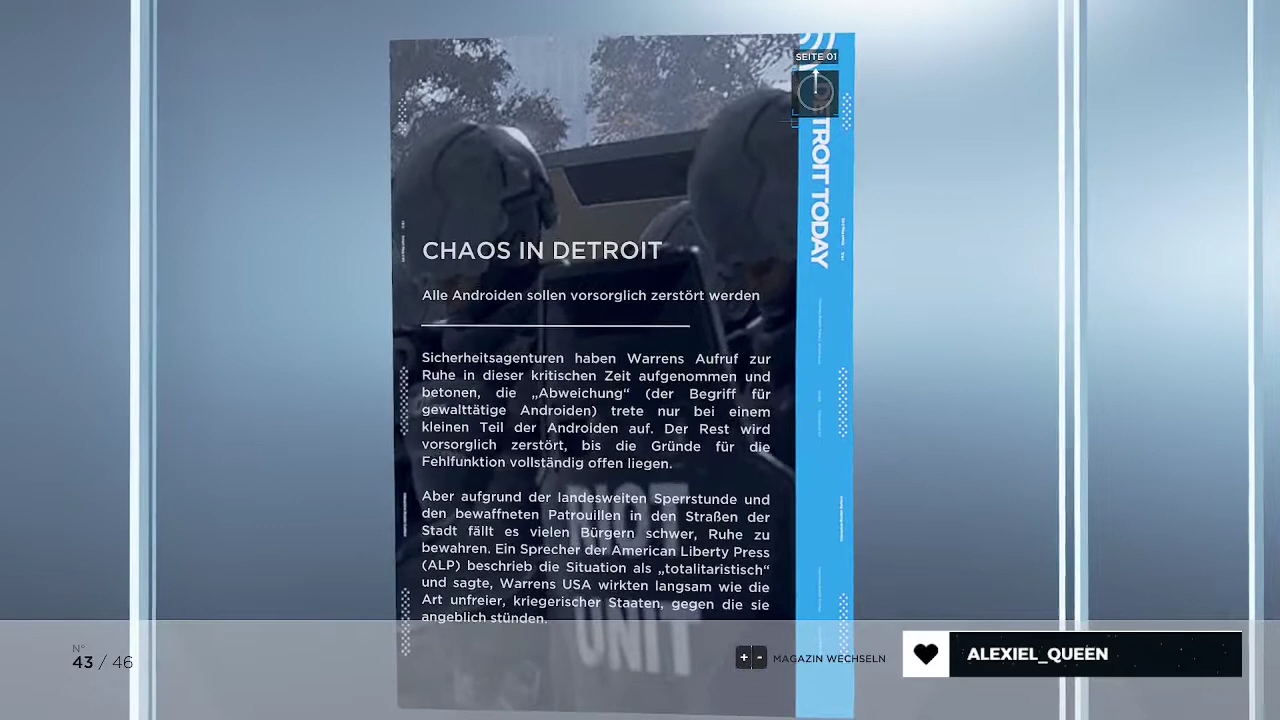 SEITE 01
DETROIT TODAY
CHAOS IN DETROIT
Alle Androiden sollen vorsorglich zerstört werden
Sicherheitsagenturen haben Warrens Aufruf zur
Ruhe in dieser kritischen Zeit aufgenommen und
betonen, die „Abweichung“ (der Begriff für
gewalttätige Androiden) trete nur bei einem
kleinen Teil der Androiden auf. Der Rest wird
vorsorglich zerstört, bis die Gründe für die
Fehlfunktion vollständig offen liegen.
Aber aufgrund der landesweiten Sperrstunde und
den bewaffneten Patrouillen in den Straßen der
Stadt fällt es vielen Bürgern schwer, Ruhe zu
bewahren. Ein Sprecher der American Liberty Press
(ALP) beschrieb die Situation als „totalitaristisch“
und sagte, Warrens USA wirkten langsam wie die
Art unfreier, kriegerischer Staaten, gegen die sie
angeblich stünden.
RIOT
UNIT
N°
43 / 46
+ - MAGAZIN WECHSELN
ALEXIEL_QUEEN